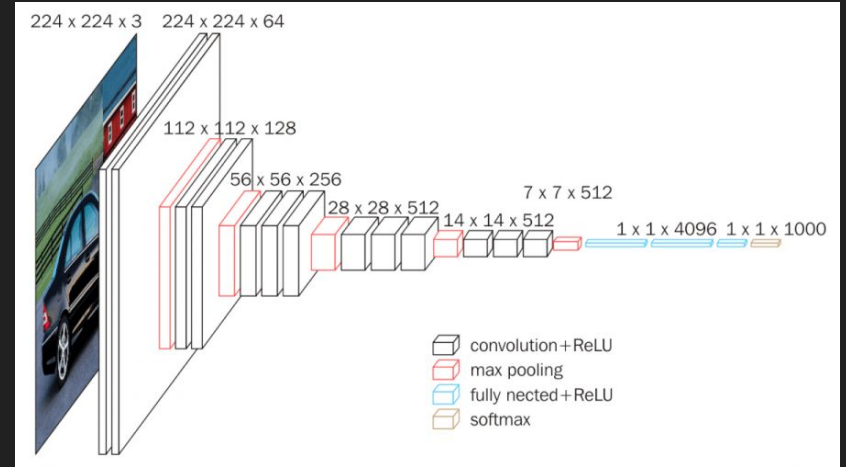 224 x 224 x 3
224 x 224 x 64
112 x 112 x 128
56 x 56 x 256
28 x 28 x 512
14 x 14 x 512
7 x 7 x 512
1 x 1 x 4096
1 x 1 x 1000
convolution+ReLU
max pooling
fully nected+ReLU
softmax